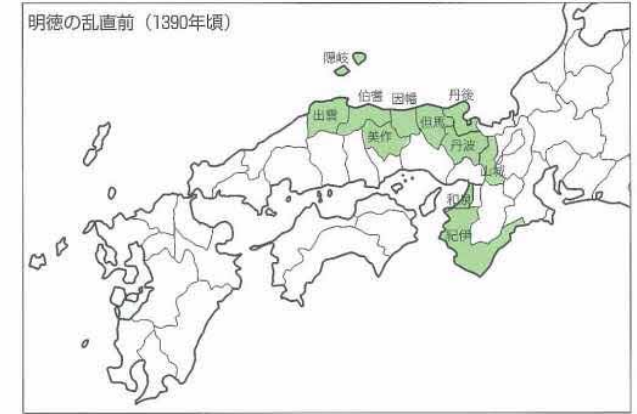 明徳の乱直前（1390年頃）
隠岐
伯耆
因幡
丹後
出雲
但馬
美作
丹波
山城
和泉
紀伊